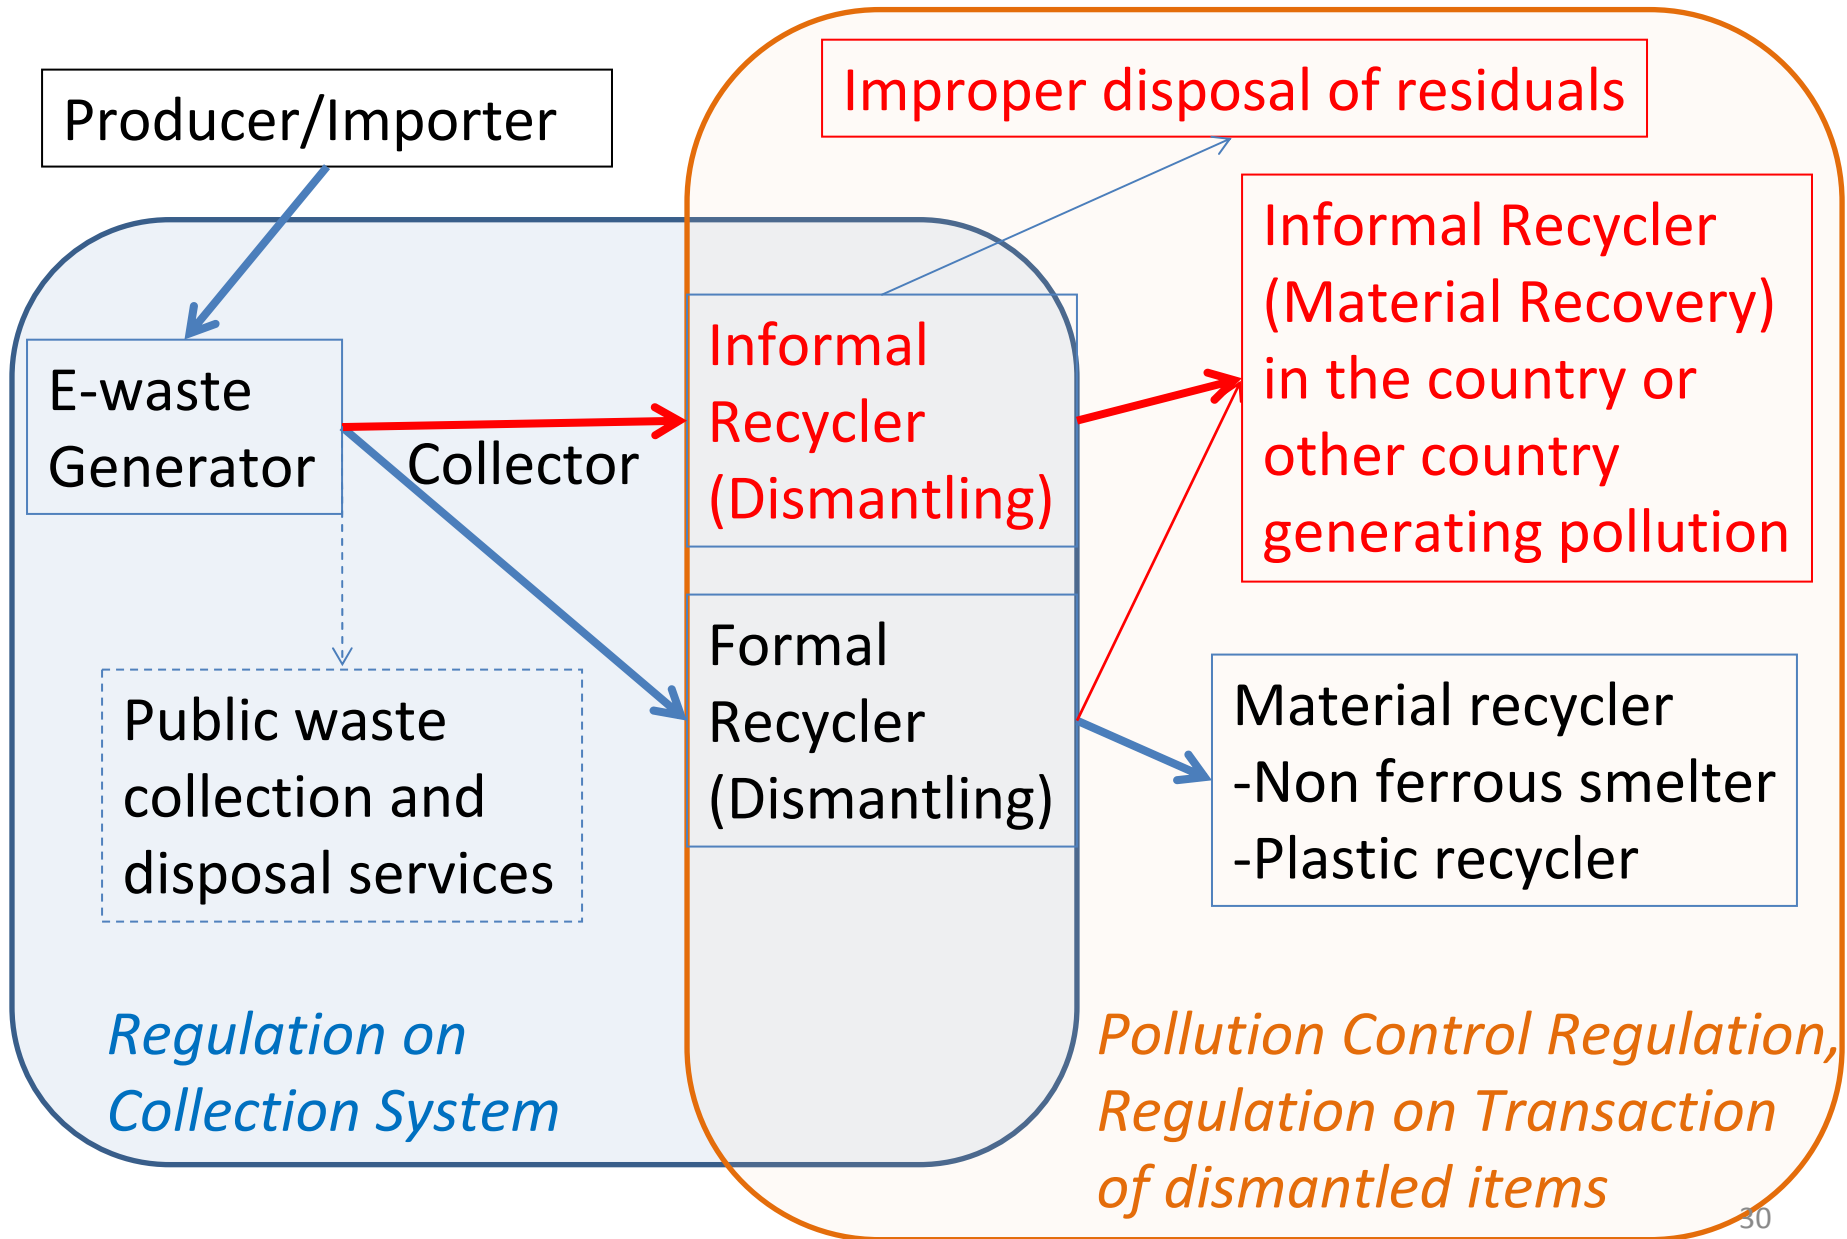 Improper disposal of residuals
Producer/Importer
Informal Recycler
(Material Recovery)
in the country or
other country
generating pollution
Informal
Recycler
(Dismantling)
E-waste
Generator
Collector
Formal
Recycler
(Dismantling)
Public waste
collection and
disposal services
Material recycler
-Non ferrous smelter
-Plastic recycler
Regulation on
Collection System
Pollution Control Regulation,
Regulation on Transaction
of dismantled items
30